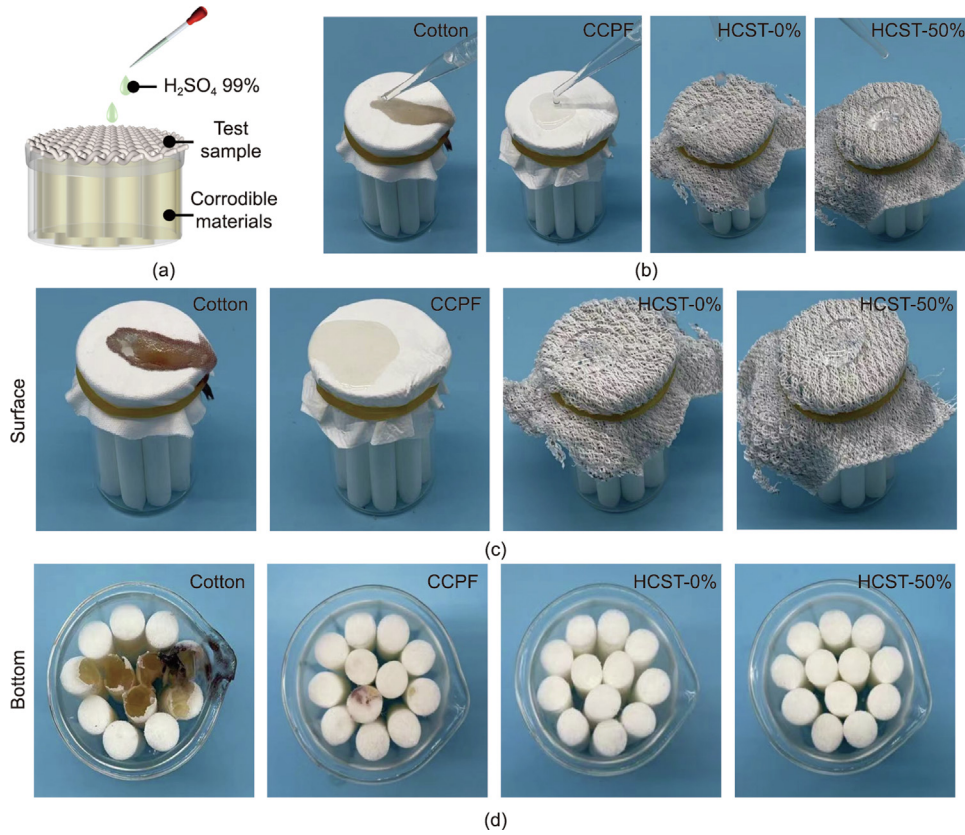 H₂SO₄ 99%
Test
sample
Corrodible
materials
(a)
Cotton
CCPF
HCST-0%
HCST-50%
(b)
Surface
Cotton
CCPF
HCST-0%
HCST-50%
(c)
Bottom
Cotton
CCPF
HCST-0%
HCST-50%
(d)